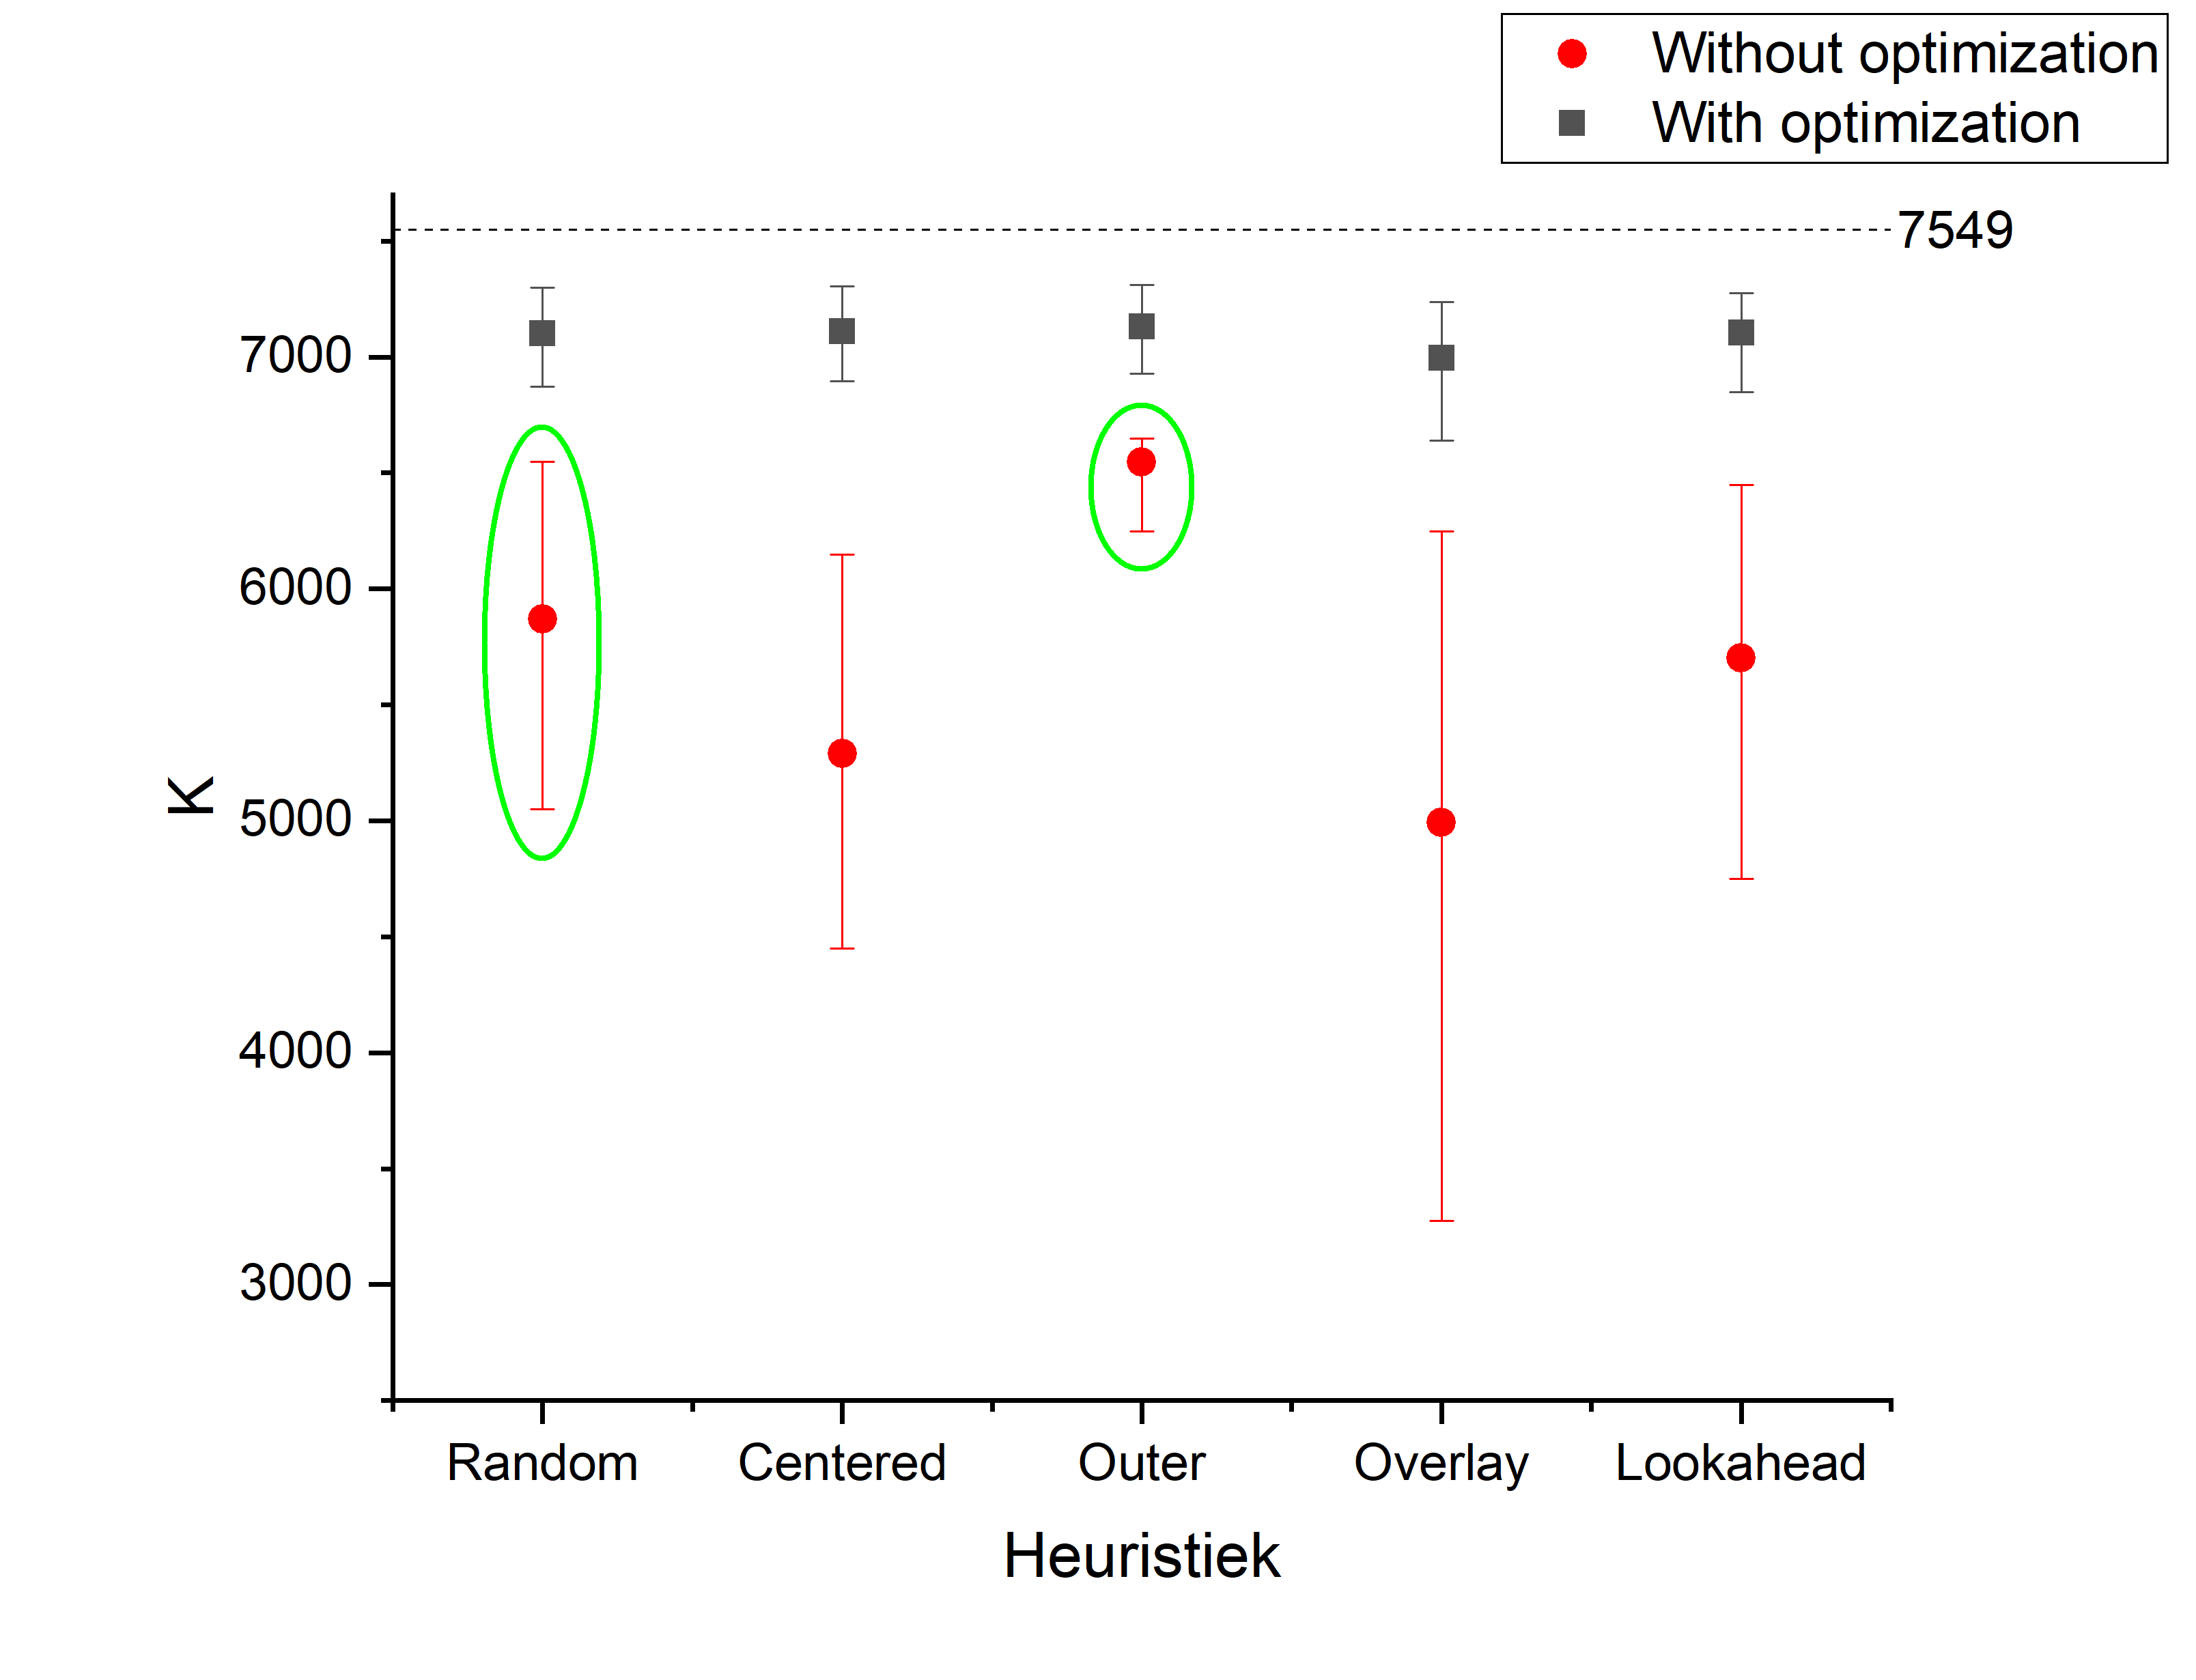 Without optimization
With optimization
7549
7000
6000
5000
4000
3000
K
Random Centered Outer Overlay Lookahead
Heuristiek